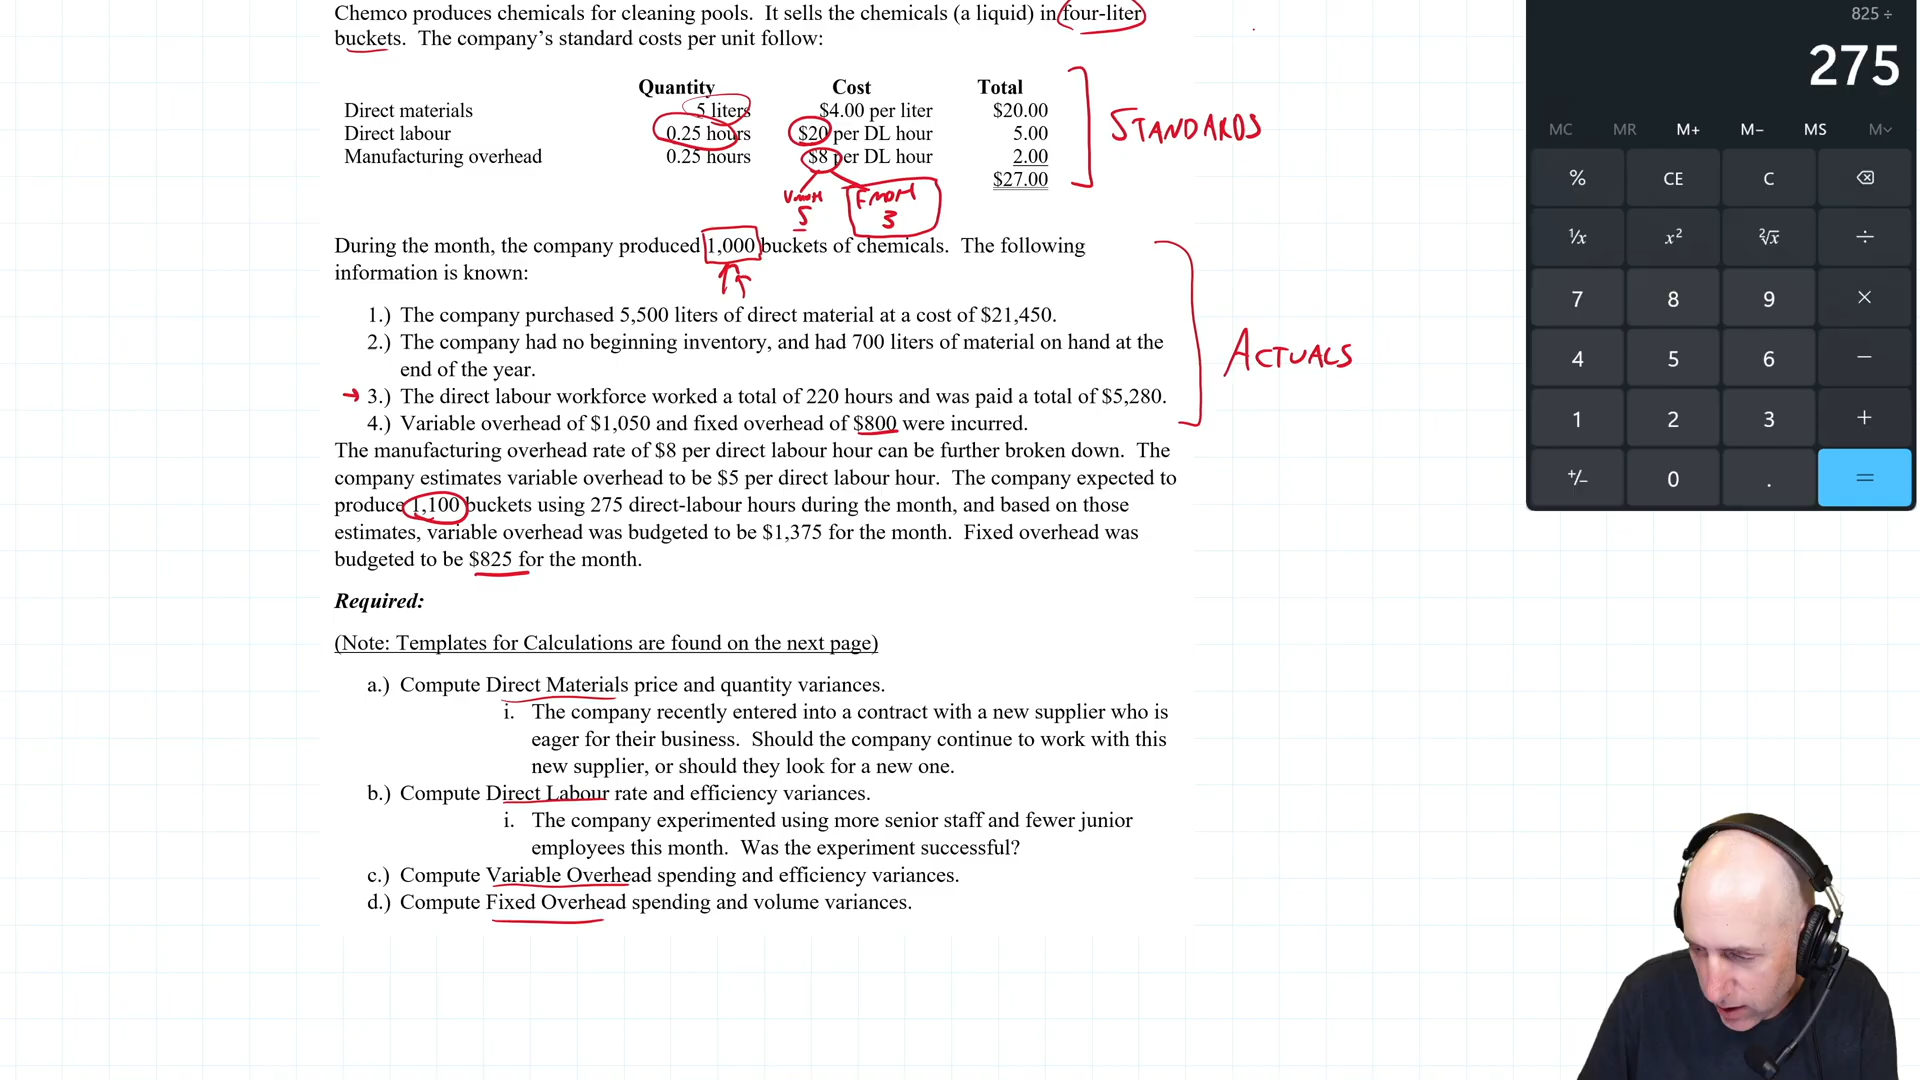 Chemco produces chemicals for cleaning pools. It sells the chemicals (a liquid) in four-liter
buckets. The company's standard costs per unit follow:
Quantity Cost Total
Direct materials 5 liters $4.00 per liter $20.00
Direct labour 0.25 hours $20 per DL hour 5.00
Manufacturing overhead 0.25 hours $8 per DL hour 2.00
$27.00
STANDARDS
VMOH FMOH
5 3
During the month, the company produced 1,000 buckets of chemicals. The following
information is known:
1.) The company purchased 5,500 liters of direct material at a cost of $21,450.
2.) The company had no beginning inventory, and had 700 liters of material on hand at the
end of the year.
3.) The direct labour workforce worked a total of 220 hours and was paid a total of $5,280.
4.) Variable overhead of $1,050 and fixed overhead of $800 were incurred.
ACTUALS
The manufacturing overhead rate of $8 per direct labour hour can be further broken down. The
company estimates variable overhead to be $5 per direct labour hour. The company expected to
produce 1,100 buckets using 275 direct-labour hours during the month, and based on those
estimates, variable overhead was budgeted to be $1,375 for the month. Fixed overhead was
budgeted to be $825 for the month.
Required:
(Note: Templates for Calculations are found on the next page)
a.) Compute Direct Materials price and quantity variances.
i. The company recently entered into a contract with a new supplier who is
eager for their business. Should the company continue to work with this
new supplier, or should they look for a new one.
b.) Compute Direct Labour rate and efficiency variances.
i. The company experimented using more senior staff and fewer junior
employees this month. Was the experiment successful?
c.) Compute Variable Overhead spending and efficiency variances.
d.) Compute Fixed Overhead spending and volume variances.
825 ÷
275
MC MR M+ M− MS M˅
% CE C ⌫
¹/x x² ²√x ÷
7 8 9 ×
4 5 6 −
1 2 3 +
+/− 0 . =